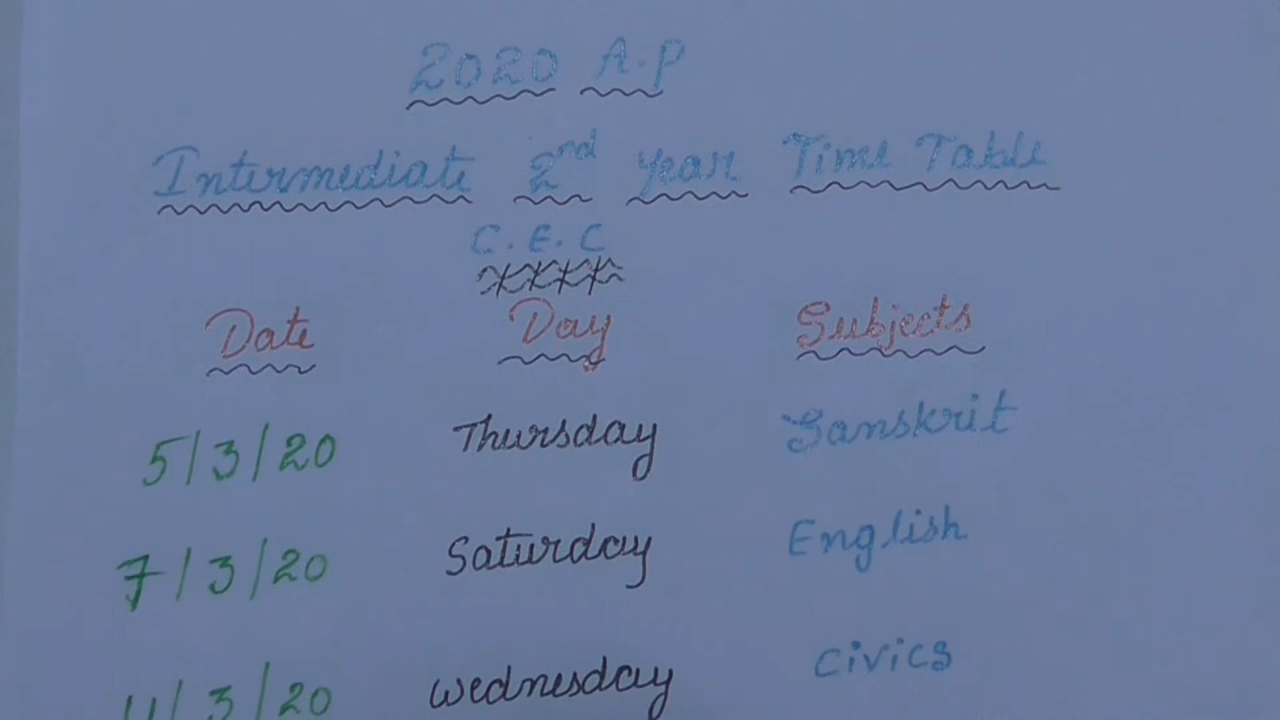 2020 A.P
Intermediate 2nd year Time Table
C.E.C
Date Day Subjects
5/3/20 Thursday Sanskrit
7/3/20 Saturday English
11/3/20 Wednesday Civics